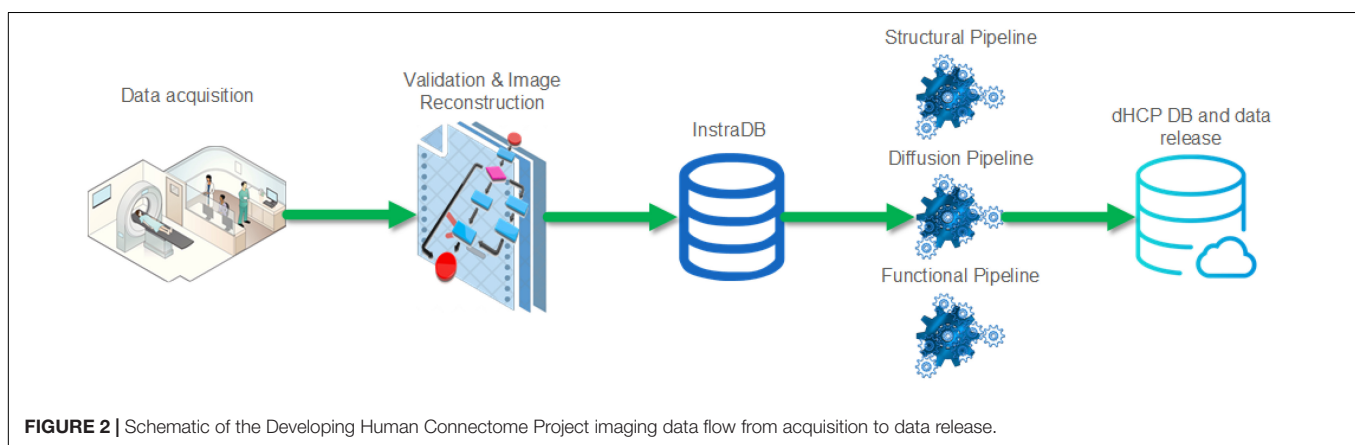 Data acquisition
Validation & Image
Reconstruction
InstraDB
Structural Pipeline
Diffusion Pipeline
Functional Pipeline
dHCP DB and data
release
FIGURE 2 | Schematic of the Developing Human Connectome Project imaging data flow from acquisition to data release.